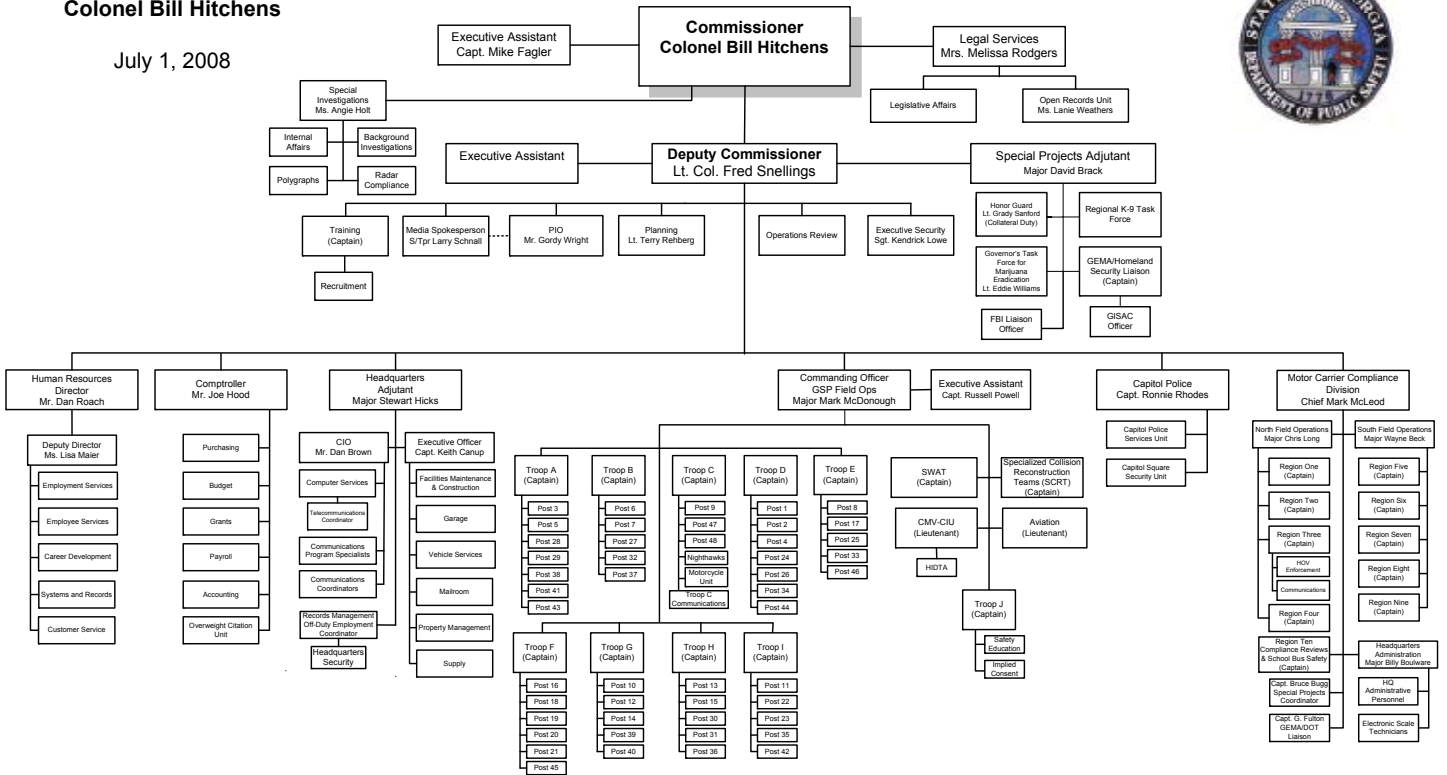 Colonel Bill Hitchens
July 1, 2008
Commissioner
Colonel Bill Hitchens
Executive Assistant
Capt. Mike Fagler
Legal Services
Mrs. Melissa Rodgers
Legislative Affairs
Open Records Unit
Ms. Lanie Weathers
DEPARTMENT OF PUBLIC SAFETY
1776
Special
Investigations
Ms. Angie Holt
Internal
Affairs
Background
Investigations
Polygraphs
Radar
Compliance
Executive Assistant
Deputy Commissioner
Lt. Col. Fred Snellings
Special Projects Adjutant
Major David Brack
Honor Guard
Lt. Grady Sanford
(Collateral Duty)
Regional K-9 Task
Force
Governor's Task
Force for
Marijuana
Eradication
Lt. Eddie Williams
GEMA/Homeland
Security Liaison
(Captain)
FBI Liaison
Officer
GISAC
Officer
Training
(Captain)
Recruitment
Media Spokesperson
S/Tpr Larry Schnall
PIO
Mr. Gordy Wright
Planning
Lt. Terry Rehberg
Operations Review
Executive Security
Sgt. Kendrick Lowe
Human Resources
Director
Mr. Dan Roach
Deputy Director
Ms. Lisa Maier
Employment Services
Employee Services
Career Development
Systems and Records
Customer Service
Comptroller
Mr. Joe Hood
Purchasing
Budget
Grants
Payroll
Accounting
Overweight Citation
Unit
Headquarters
Adjutant
Major Stewart Hicks
CIO
Mr. Dan Brown
Computer Services
Telecommunications
Coordinator
Communications
Program Specialists
Communications
Coordinators
Records Management
Off-Duty Employment
Coordinator
Headquarters
Security
Executive Officer
Capt. Keith Canup
Facilities Maintenance
& Construction
Garage
Vehicle Services
Mailroom
Property Management
Supply
Commanding Officer
GSP Field Ops
Major Mark McDonough
Executive Assistant
Capt. Russell Powell
Troop A
(Captain)
Post 3
Post 5
Post 28
Post 29
Post 38
Post 41
Post 43
Troop B
(Captain)
Post 6
Post 7
Post 27
Post 32
Post 37
Troop C
(Captain)
Post 9
Post 47
Post 48
Nighthawks
Motorcycle
Unit
Troop C
Communications
Troop D
(Captain)
Post 1
Post 2
Post 4
Post 24
Post 26
Post 34
Post 44
Troop E
(Captain)
Post 8
Post 17
Post 25
Post 33
Post 46
Troop F
(Captain)
Post 16
Post 18
Post 19
Post 20
Post 21
Post 45
Troop G
(Captain)
Post 10
Post 12
Post 14
Post 39
Post 40
Troop H
(Captain)
Post 13
Post 15
Post 30
Post 31
Post 36
Troop I
(Captain)
Post 11
Post 22
Post 23
Post 35
Post 42
SWAT
(Captain)
Specialized Collision
Reconstruction
Teams (SCRT)
(Captain)
CMV-CIU
(Lieutenant)
Aviation
(Lieutenant)
HIDTA
Troop J
(Captain)
Safety
Education
Implied
Consent
Capitol Police
Capt. Ronnie Rhodes
Capitol Police
Services Unit
Capitol Square
Security Unit
Motor Carrier Compliance
Division
Chief Mark McLeod
North Field Operations
Major Chris Long
Region One
(Captain)
Region Two
(Captain)
Region Three
(Captain)
HOV
Enforcement
Communications
Region Four
(Captain)
Region Ten
Compliance Reviews
& School Bus Safety
(Captain)
Capt. Bruce Bugg
Special Projects
Coordinator
Capt. G. Fulton
GEMA/DOT
Liaison
South Field Operations
Major Wayne Beck
Region Five
(Captain)
Region Six
(Captain)
Region Seven
(Captain)
Region Eight
(Captain)
Region Nine
(Captain)
Headquarters
Administration
Major Billy Boulware
HQ
Administrative
Personnel
Electronic Scale
Technicians